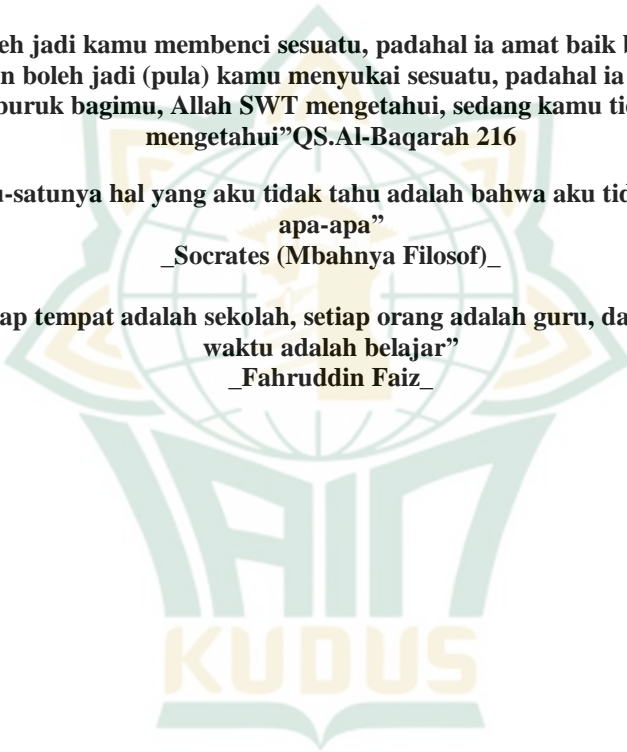 eh jadi kamu membenci sesuatu, padahal ia amat baik b
n boleh jadi (pula) kamu menyukai sesuatu, padahal ia
buruk bagimu, Allah SWT mengetahui, sedang kamu ti
mengetahui”QS.Al-Baqarah 216
-satunya hal yang aku tidak tahu adalah bahwa aku tid
apa-apa”
_Socrates (Mbahnya Filosof)_
ap tempat adalah sekolah, setiap orang adalah guru, da
waktu adalah belajar”
_Fahruddin Faiz_
IAIN
KUDUS